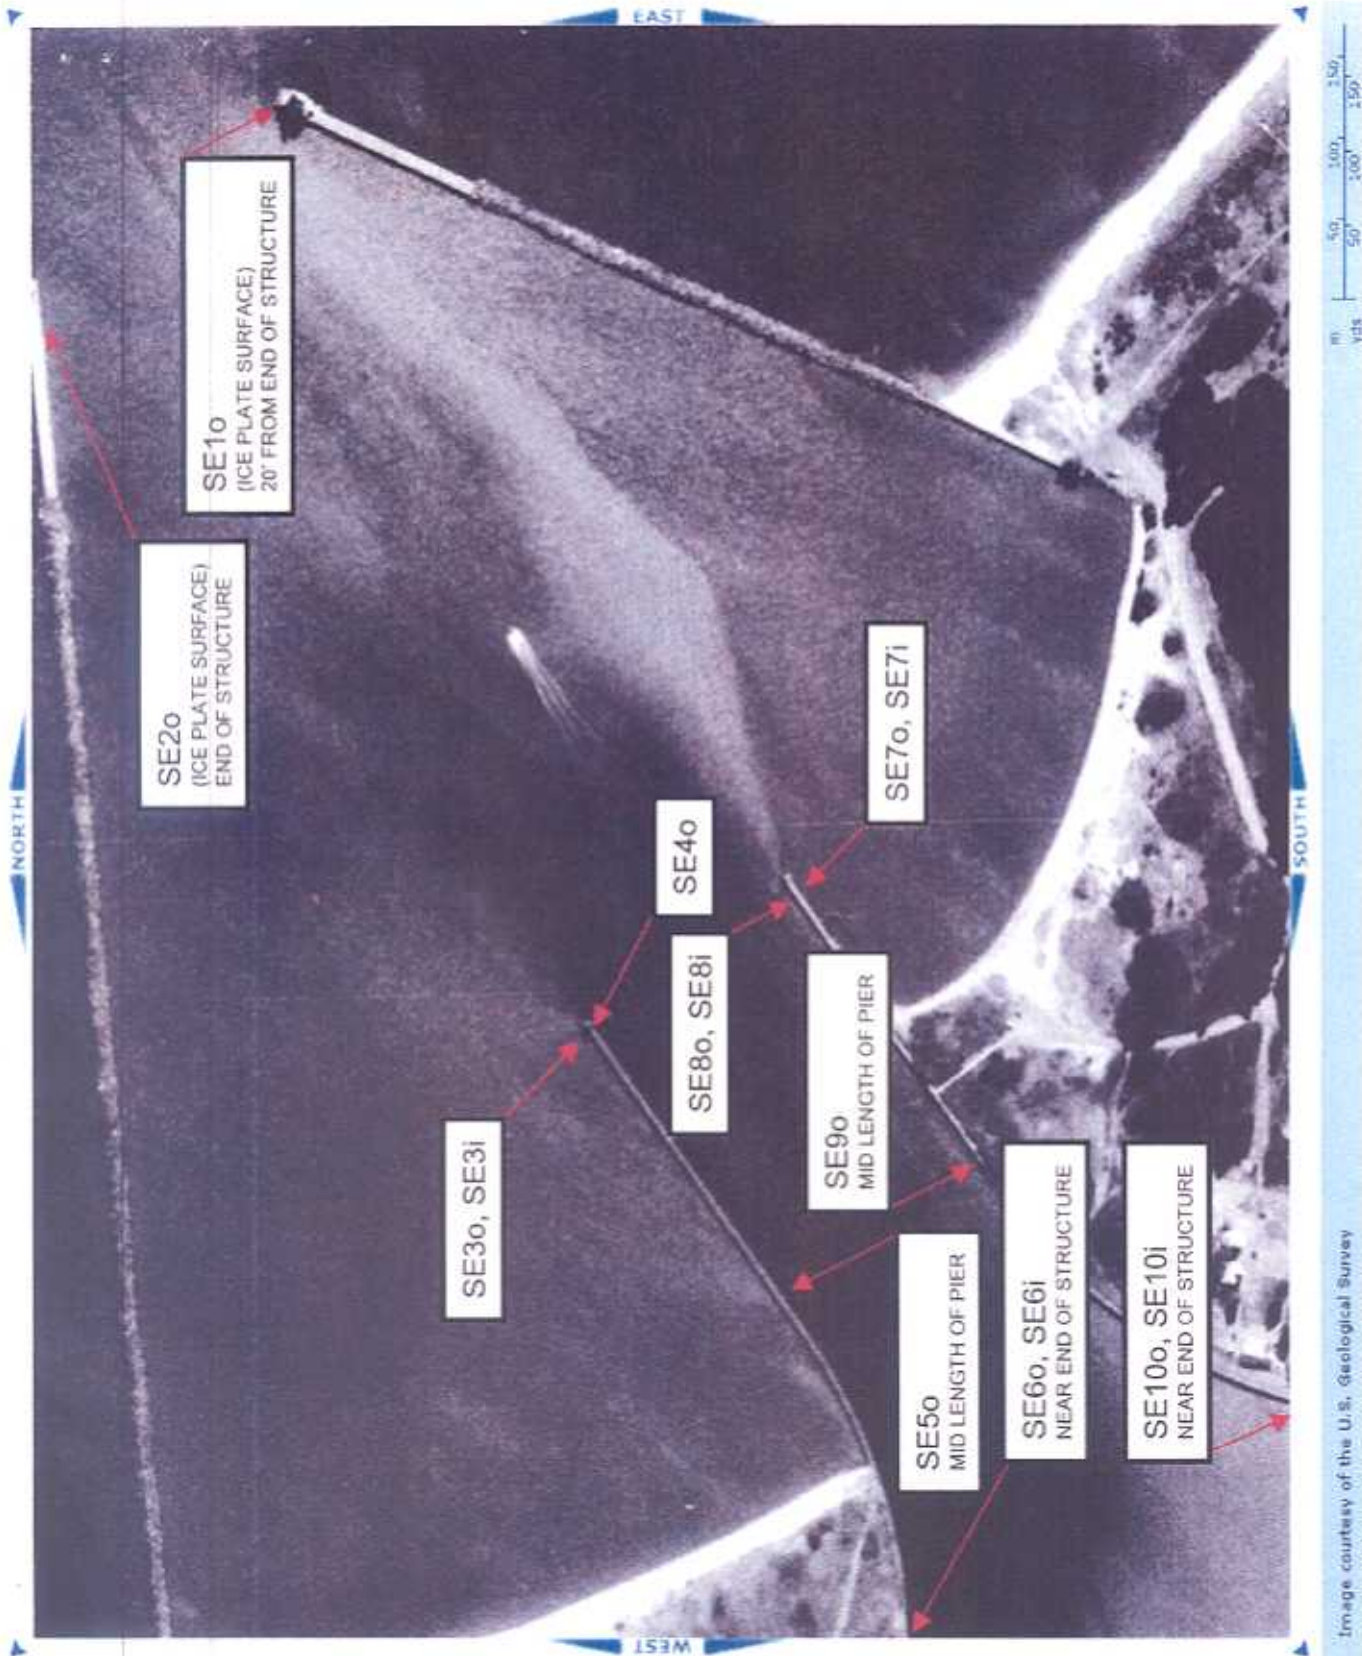 EAST
NORTH
SE1o
(ICE PLATE SURFACE)
20' FROM END OF STRUCTURE
SE2o
(ICE PLATE SURFACE)
END OF STRUCTURE
SE3o, SE3i
SE4o
SE8o, SE8i
SE7o, SE7i
SE9o
MID LENGTH OF PIER
SE5o
MID LENGTH OF PIER
SE6o, SE6i
NEAR END OF STRUCTURE
SE10o, SE10i
NEAR END OF STRUCTURE
SOUTH
WEST
m 50 100 150
yds 50 100 150
Image courtesy of the U.S. Geological Survey